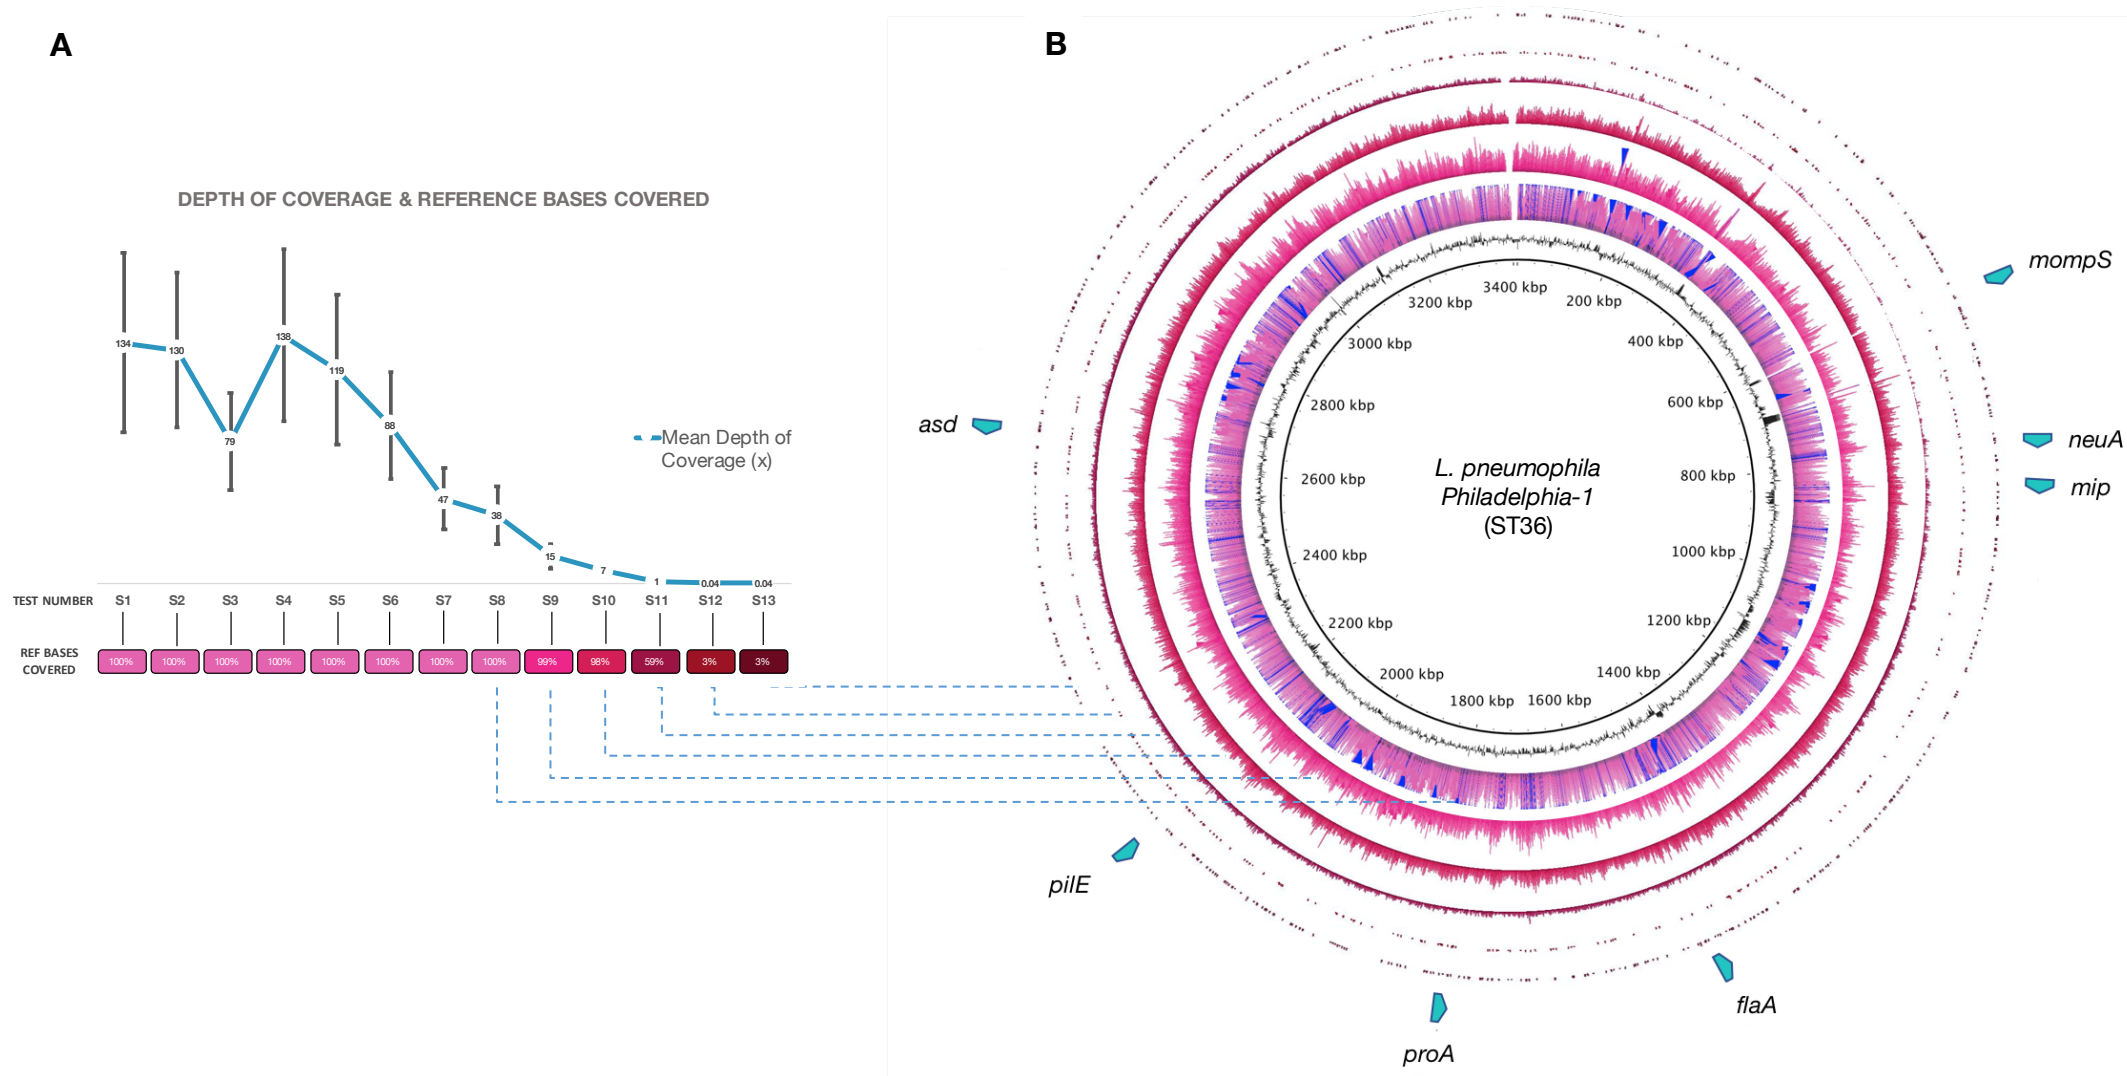 A
DEPTH OF COVERAGE & REFERENCE BASES COVERED
134
130
79
138
119
88
47
38
15
7
1
0.04
0.04
Mean Depth of
Coverage (x)
TEST NUMBER S1 S2 S3 S4 S5 S6 S7 S8 S9 S10 S11 S12 S13
REF BASES
COVERED
100% 100% 100% 100% 100% 100% 100% 100% 99% 98% 59% 3% 3%
B
3400 kbp
200 kbp
400 kbp
600 kbp
800 kbp
1000 kbp
1200 kbp
1400 kbp
1600 kbp
1800 kbp
2000 kbp
2200 kbp
2400 kbp
2600 kbp
2800 kbp
3000 kbp
3200 kbp
L. pneumophila
Philadelphia-1
(ST36)
mompS
neuA
mip
flaA
proA
pilE
asd